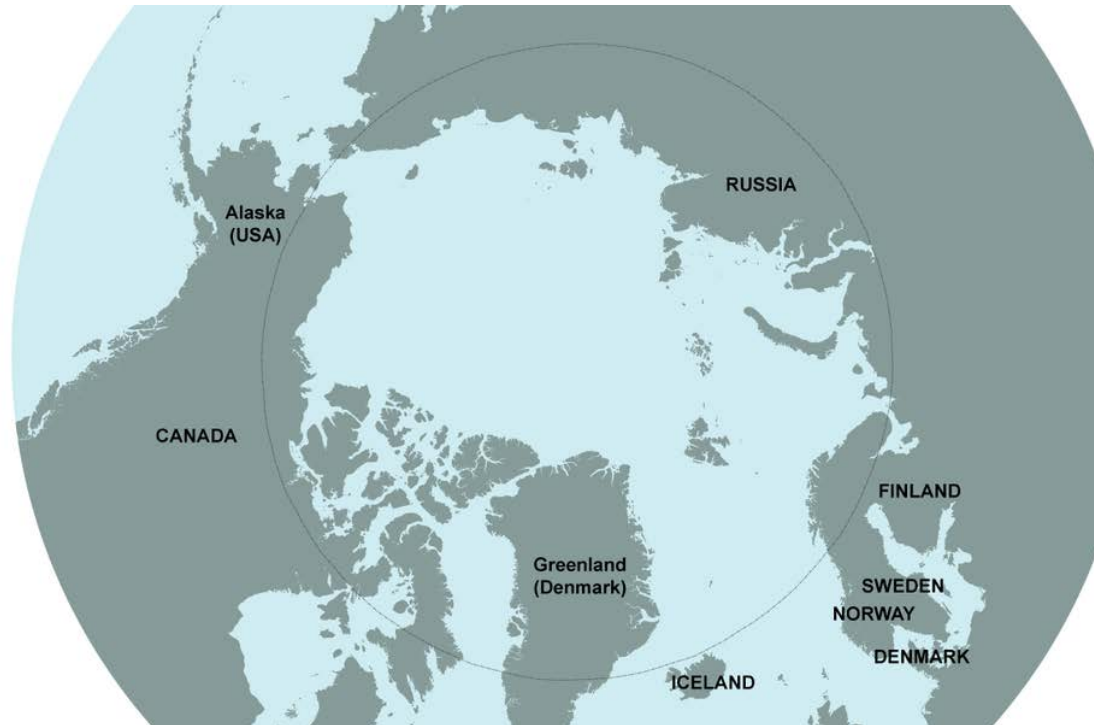 RUSSIA
Alaska
(USA)
CANADA
FINLAND
Greenland
(Denmark)
SWEDEN
NORWAY
DENMARK
ICELAND